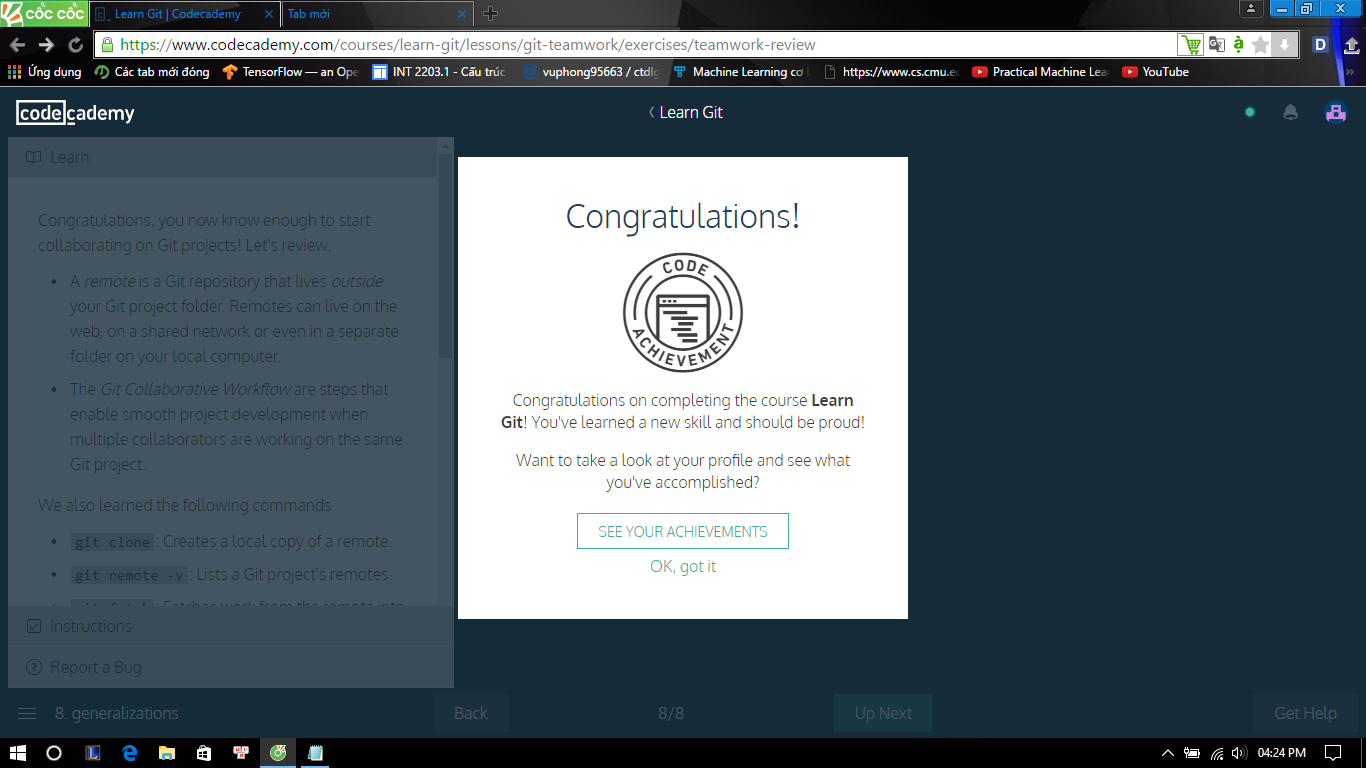 cốc cốc
Learn Git | Codecademy
Tab mới
https://www.codecademy.com/courses/learn-git/lessons/git-teamwork/exercises/teamwork-review
Ứng dụng
Các tab mới đóng
TensorFlow — an Ope
INT 2203.1 - Cấu trúc
vuphong95663 / ctdlg
Machine Learning cơ
https://www.cs.cmu.e
Practical Machine Lea
YouTube
codecademy
Learn Git
Learn
Congratulations, you now know enough to start
collaborating on Git projects! Let's review.
• A remote is a Git repository that lives outside
your Git project folder. Remotes can live on the
web, on a shared network or even in a separate
folder on your local computer.
• The Git Collaborative Workflow are steps that
enable smooth project development when
multiple collaborators are working on the same
Git project.
We also learned the following commands
• git clone: Creates a local copy of a remote.
• git remote -v: Lists a Git project's remotes.
Instructions
Report a Bug
Congratulations!
CODE
ACHIEVEMENT
Congratulations on completing the course Learn
Git! You've learned a new skill and should be proud!
Want to take a look at your profile and see what
you've accomplished?
SEE YOUR ACHIEVEMENTS
OK, got it
8. generalizations
Back
8/8
Up Next
Get Help
04:24 PM